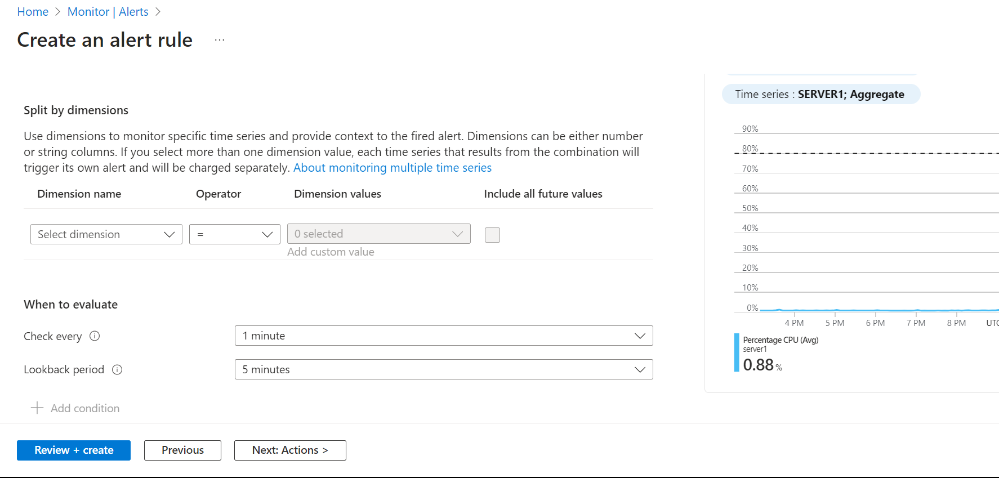 Home > Monitor | Alerts >
Create an alert rule ...
Split by dimensions
Use dimensions to monitor specific time series and provide context to the fired alert. Dimensions can be either number
or string columns. If you select more than one dimension value, each time series that results from the combination will
trigger its own alert and will be charged separately. About monitoring multiple time series
Dimension name Operator Dimension values Include all future values
Select dimension = 0 selected
Add custom value
When to evaluate
Check every 1 minute
Lookback period 5 minutes
Add condition
Review + create Previous Next: Actions >
Time series : SERVER1; Aggregate
90%
80%
70%
60%
50%
40%
30%
20%
10%
0%
4 PM 5 PM 6 PM 7 PM 8 PM
Percentage CPU (Avg)
server1
0.88 %